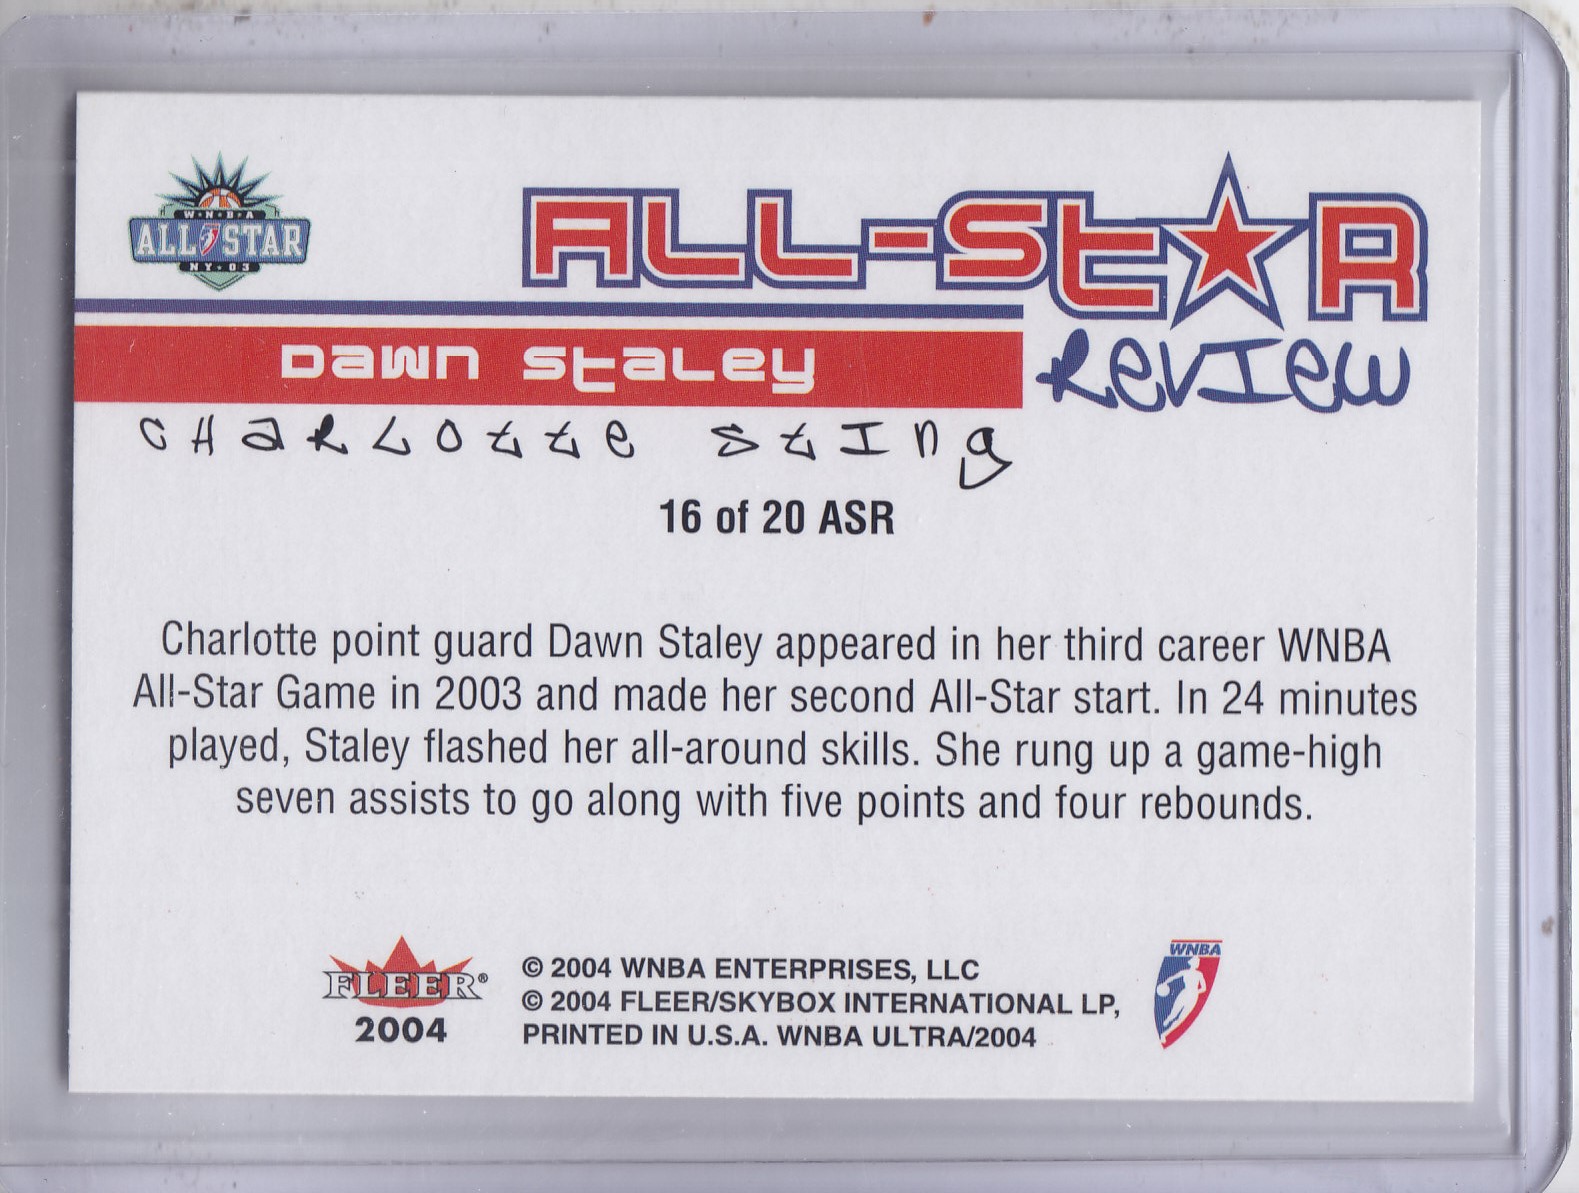 W·N·B·A
ALL STAR
NY·03
ALL-STAR
REVIEW
DAWN STALEY
CHARLOTTE STING
16 of 20 ASR
Charlotte point guard Dawn Staley appeared in her third career WNBA
All-Star Game in 2003 and made her second All-Star start. In 24 minutes
played, Staley flashed her all-around skills. She rung up a game-high
seven assists to go along with five points and four rebounds.
FLEER®
2004
© 2004 WNBA ENTERPRISES, LLC
© 2004 FLEER/SKYBOX INTERNATIONAL LP,
PRINTED IN U.S.A. WNBA ULTRA/2004
WNBA